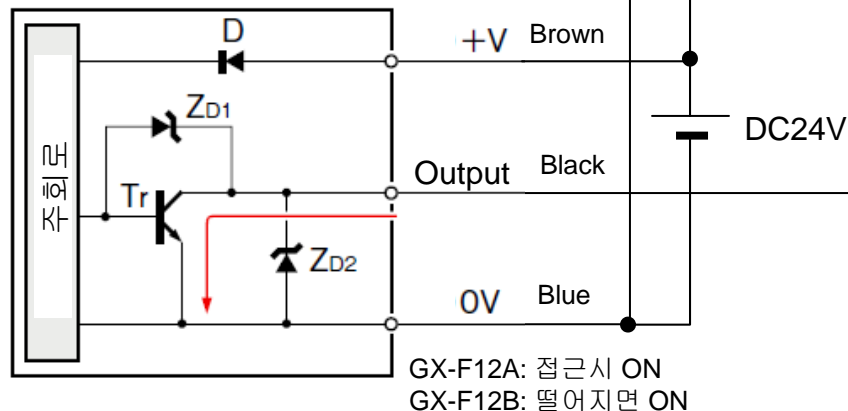 D
+V Brown
ZD1
DC24V
주회로
Tr
Output Black
ZD2
0V Blue
GX-F12A: 접근시 ON
GX-F12B: 떨어지면 ON